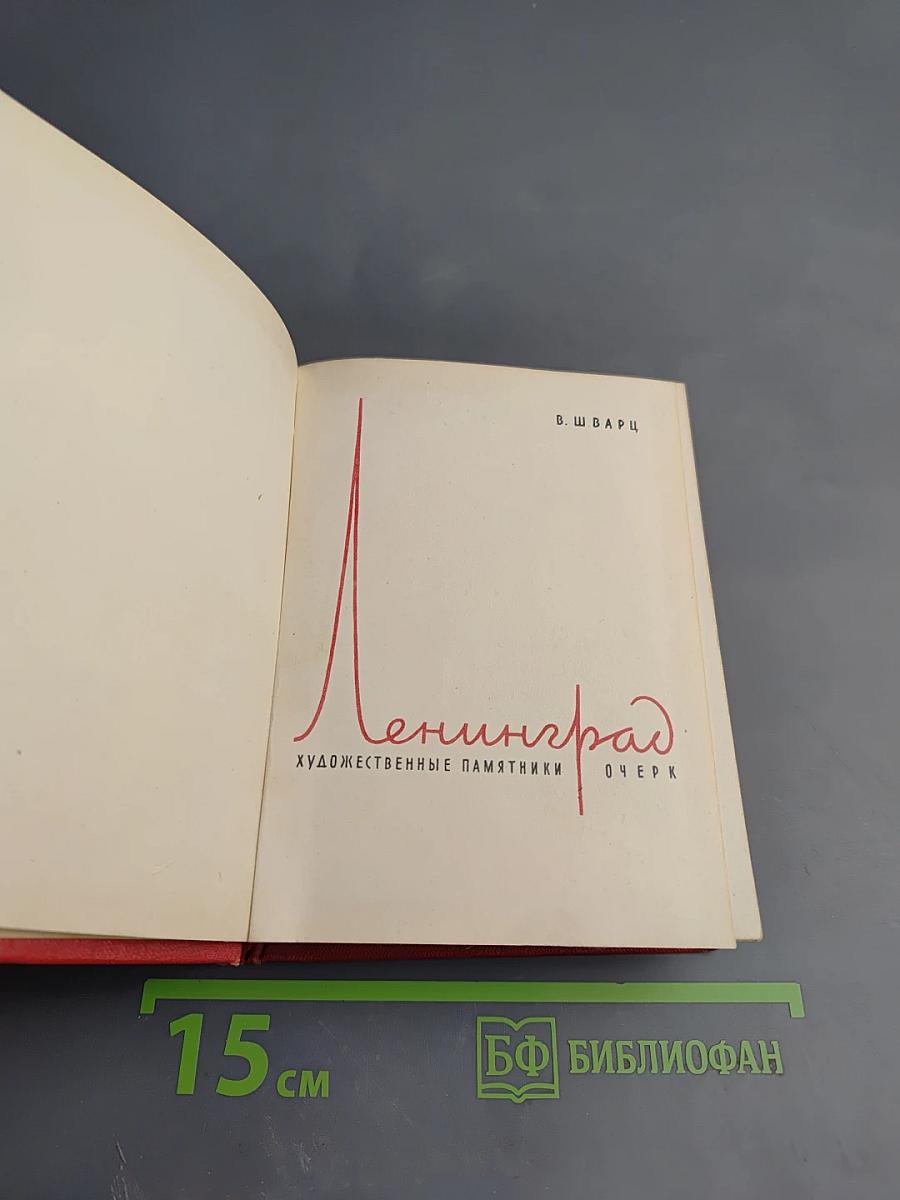 В. ШВАРЦ
Ленинград
ХУДОЖЕСТВЕННЫЕ ПАМЯТНИКИ ОЧЕРК
15 см
БФ БИБЛИОФАН